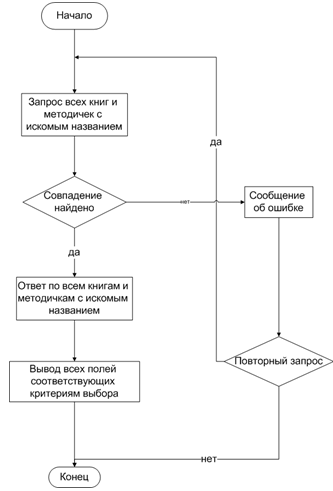 Начало
Запрос всех книг и
методичек с
искомым названием
да
Совпадение
найдено
нет
Сообщение
об ошибке
да
Ответ по всем книгам и
методичкам с искомым
названием
Повторный запрос
Вывод всех полей
соответствующих
критериям выбора
нет
Конец